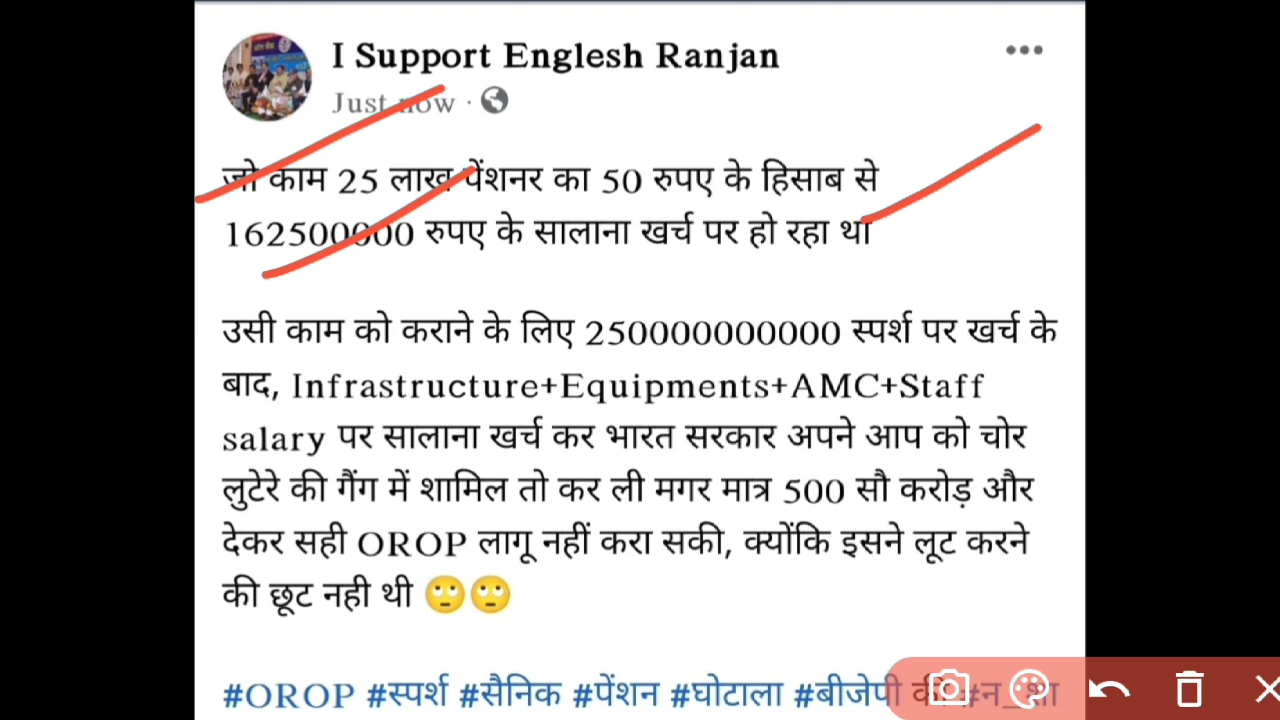 I Support Englesh Ranjan
Just now
जो काम 25 लाख पेंशनर का 50 रुपए के हिसाब से
162500000 रुपए के सालाना खर्च पर हो रहा था
उसी काम को कराने के लिए 250000000000 स्पर्श पर खर्च के
बाद, Infrastructure+Equipments+AMC+Staff
salary पर सालाना खर्च कर भारत सरकार अपने आप को चोर
लुटेरे की गैंग में शामिल तो कर ली मगर मात्र 500 सौ करोड़ और
देकर सही OROP लागू नहीं करा सकी, क्योंकि इसने लूट करने
की छूट नही थी 🙄🙄
#OROP #स्पर्श #सैनिक #पेंशन #घोटाला #बीजेपी की